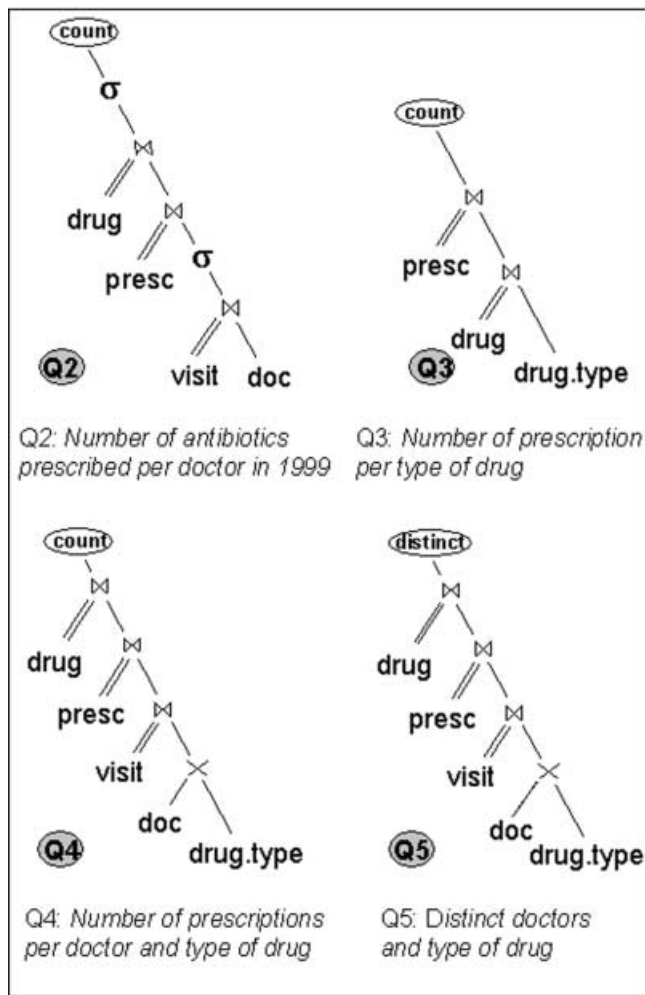 count
σ
⋈
drug
⋈
presc
σ
⋈
visit
doc
Q2
Q2: Number of antibiotics
prescribed per doctor in 1999
count
⋈
presc
⋈
drug
drug.type
Q3
Q3: Number of prescription
per type of drug
count
⋈
drug
⋈
presc
⋈
visit
×
doc
drug.type
Q4
Q4: Number of prescriptions
per doctor and type of drug
distinct
⋈
drug
⋈
presc
⋈
visit
×
doc
drug.type
Q5
Q5: Distinct doctors
and type of drug